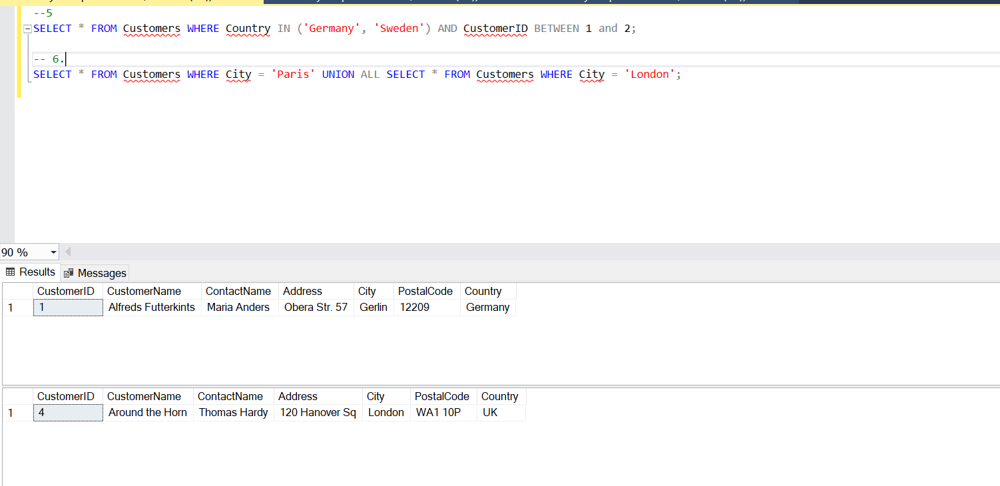 --5
SELECT * FROM Customers WHERE Country IN ('Germany', 'Sweden') AND CustomerID BETWEEN 1 and 2;
-- 6.
SELECT * FROM Customers WHERE City = 'Paris' UNION ALL SELECT * FROM Customers WHERE City = 'London';
90 %
Results Messages
CustomerID CustomerName ContactName Address City PostalCode Country
1 1 Alfreds Futterkints Maria Anders Obera Str. 57 Gerlin 12209 Germany
CustomerID CustomerName ContactName Address City PostalCode Country
1 4 Around the Horn Thomas Hardy 120 Hanover Sq London WA1 10P UK